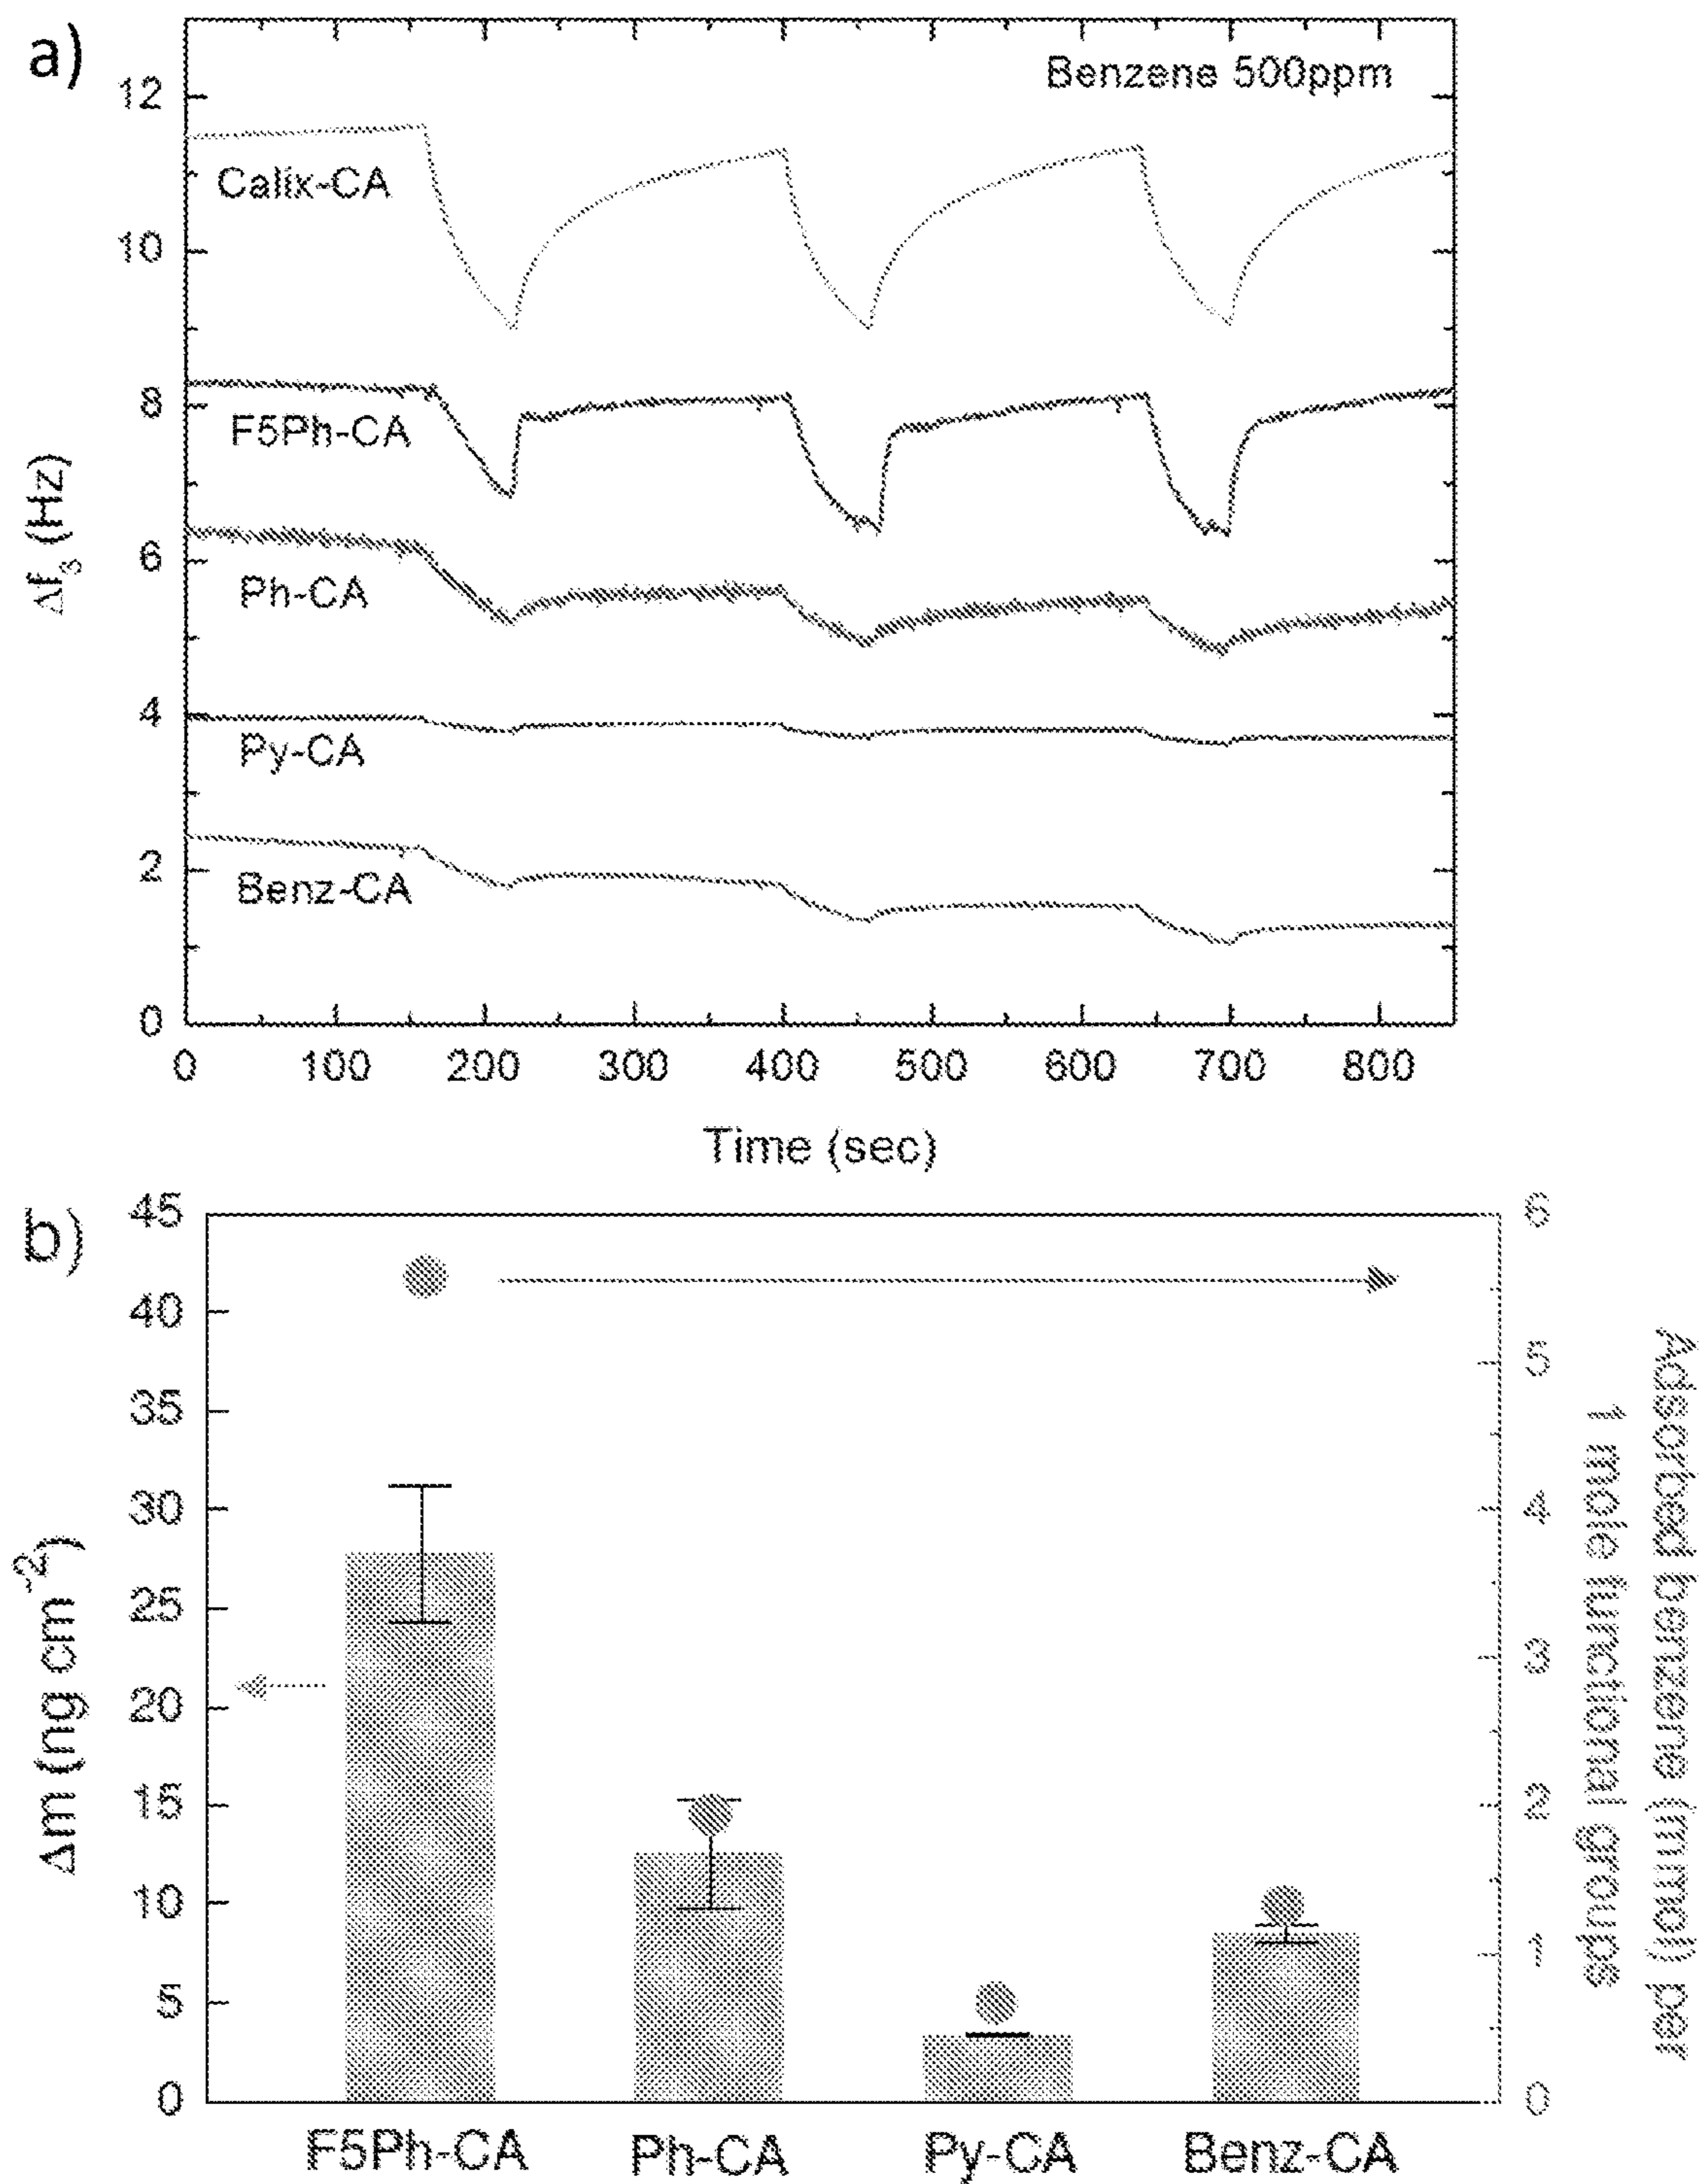 a)
Benzene 500ppm
12
10
8
6
4
2
0
Δf3 (Hz)
Calix-CA
F5Ph-CA
Ph-CA
Py-CA
Benz-CA
0 100 200 300 400 500 600 700 800
Time (sec)
b)
45
40
35
30
25
20
15
10
5
0
Δm (ng cm-2)
6
5
4
3
2
1
0
Adsorbed benzene (mmol) per
1 mole functional groups
F5Ph-CA Ph-CA Py-CA Benz-CA